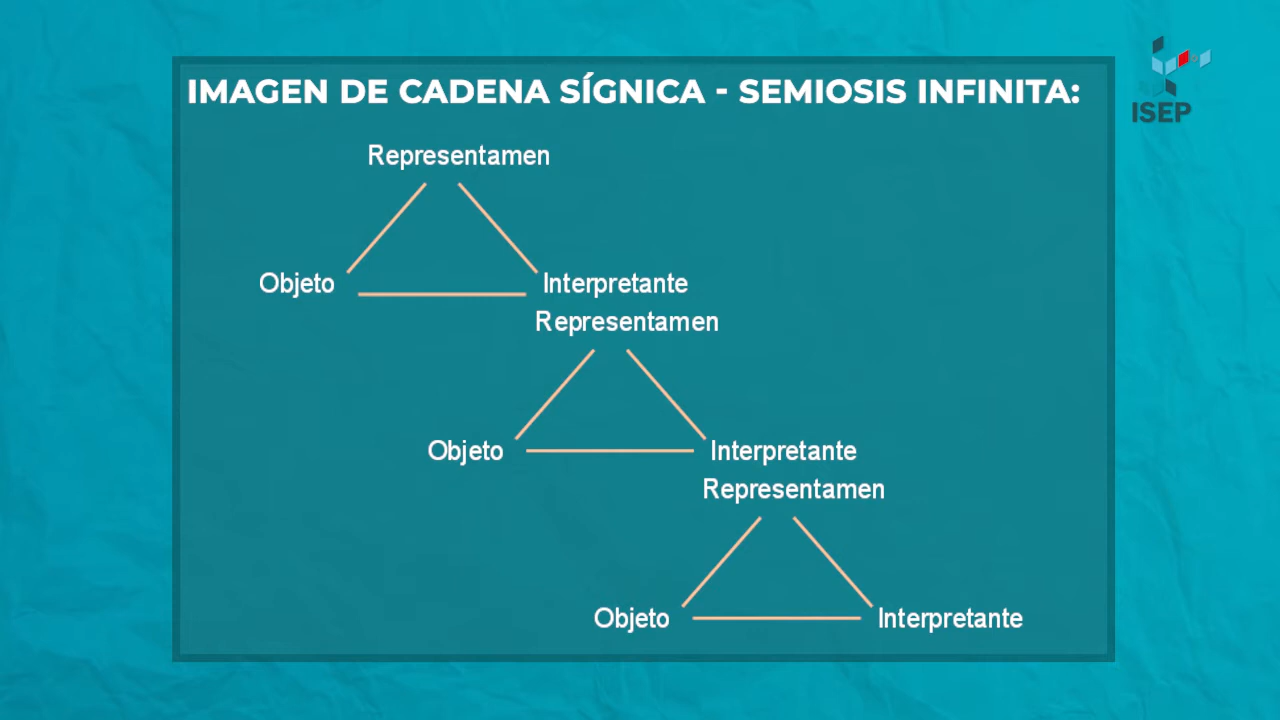 IMAGEN DE CADENA SÍGNICA - SEMIOSIS INFINITA:
ISEP
Representamen
Objeto
Interpretante
Representamen
Objeto
Interpretante
Representamen
Objeto
Interpretante